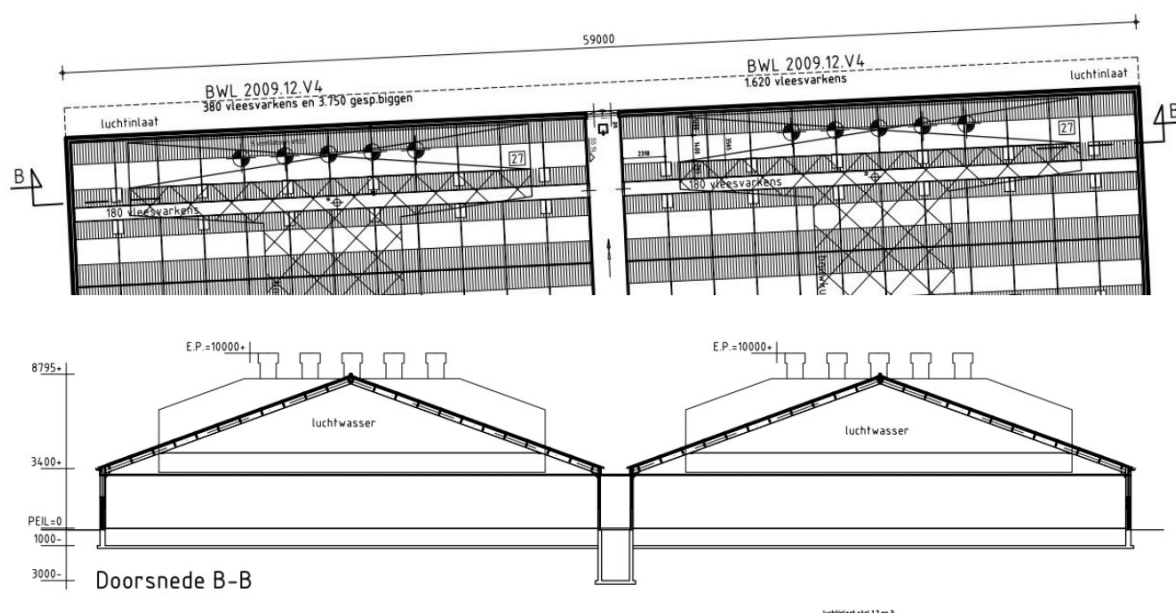 59000
BWL 2009.12.V4
380 vleesvarkens en 3.750 gesp.biggen
luchtinlaat
BWL 2009.12.V4
1.620 vleesvarkens
luchtinlaat
B
B
27
27
2318
3565
180 vleesvarkens
180 vleesvarkens
E.P.=10000+
E.P.=10000+
8795+
luchtwasser
luchtwasser
3400+
PEIL=0
1000-
3000-
Doorsnede B-B